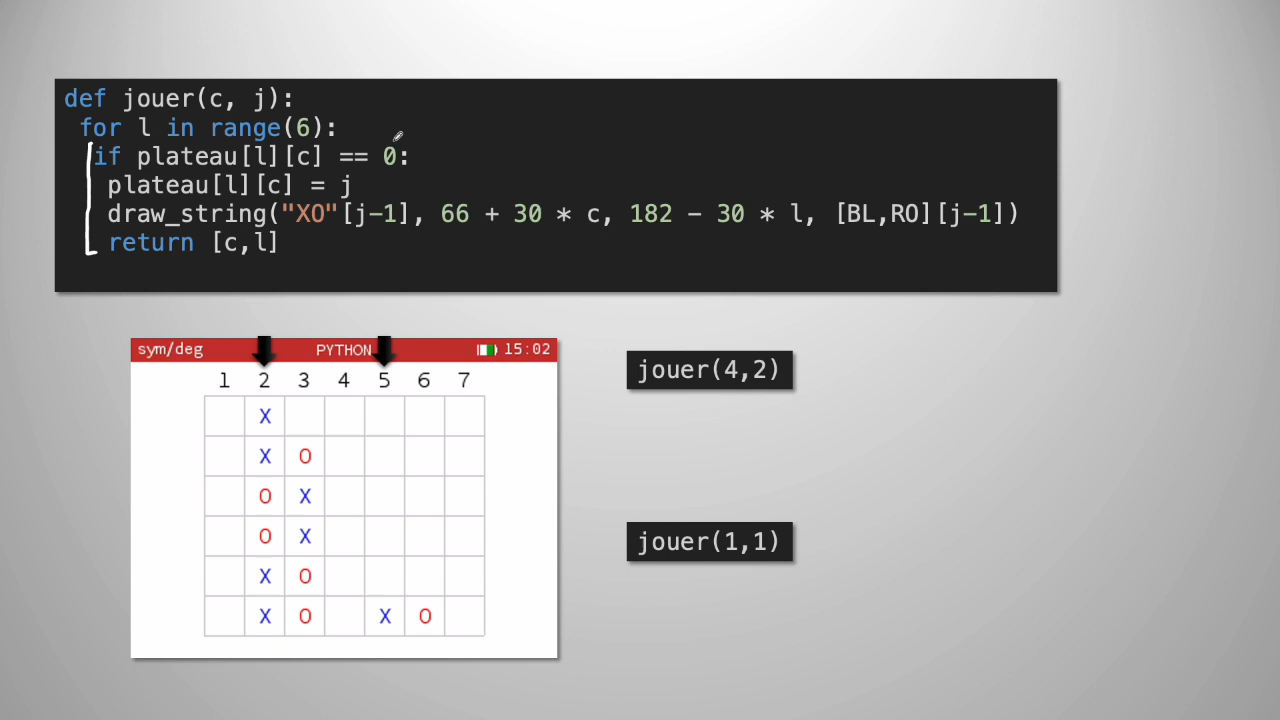 def jouer(c, j):
for l in range(6):
if plateau[l][c] == 0:
plateau[l][c] = j
draw_string("XO"[j-1], 66 + 30 * c, 182 - 30 * l, [BL,RO][j-1])
return [c,l]
sym/deg PYTHON 15:02
1 2 3 4 5 6 7
X
X O
O X
O X
X O
X O X O
jouer(4,2)
jouer(1,1)